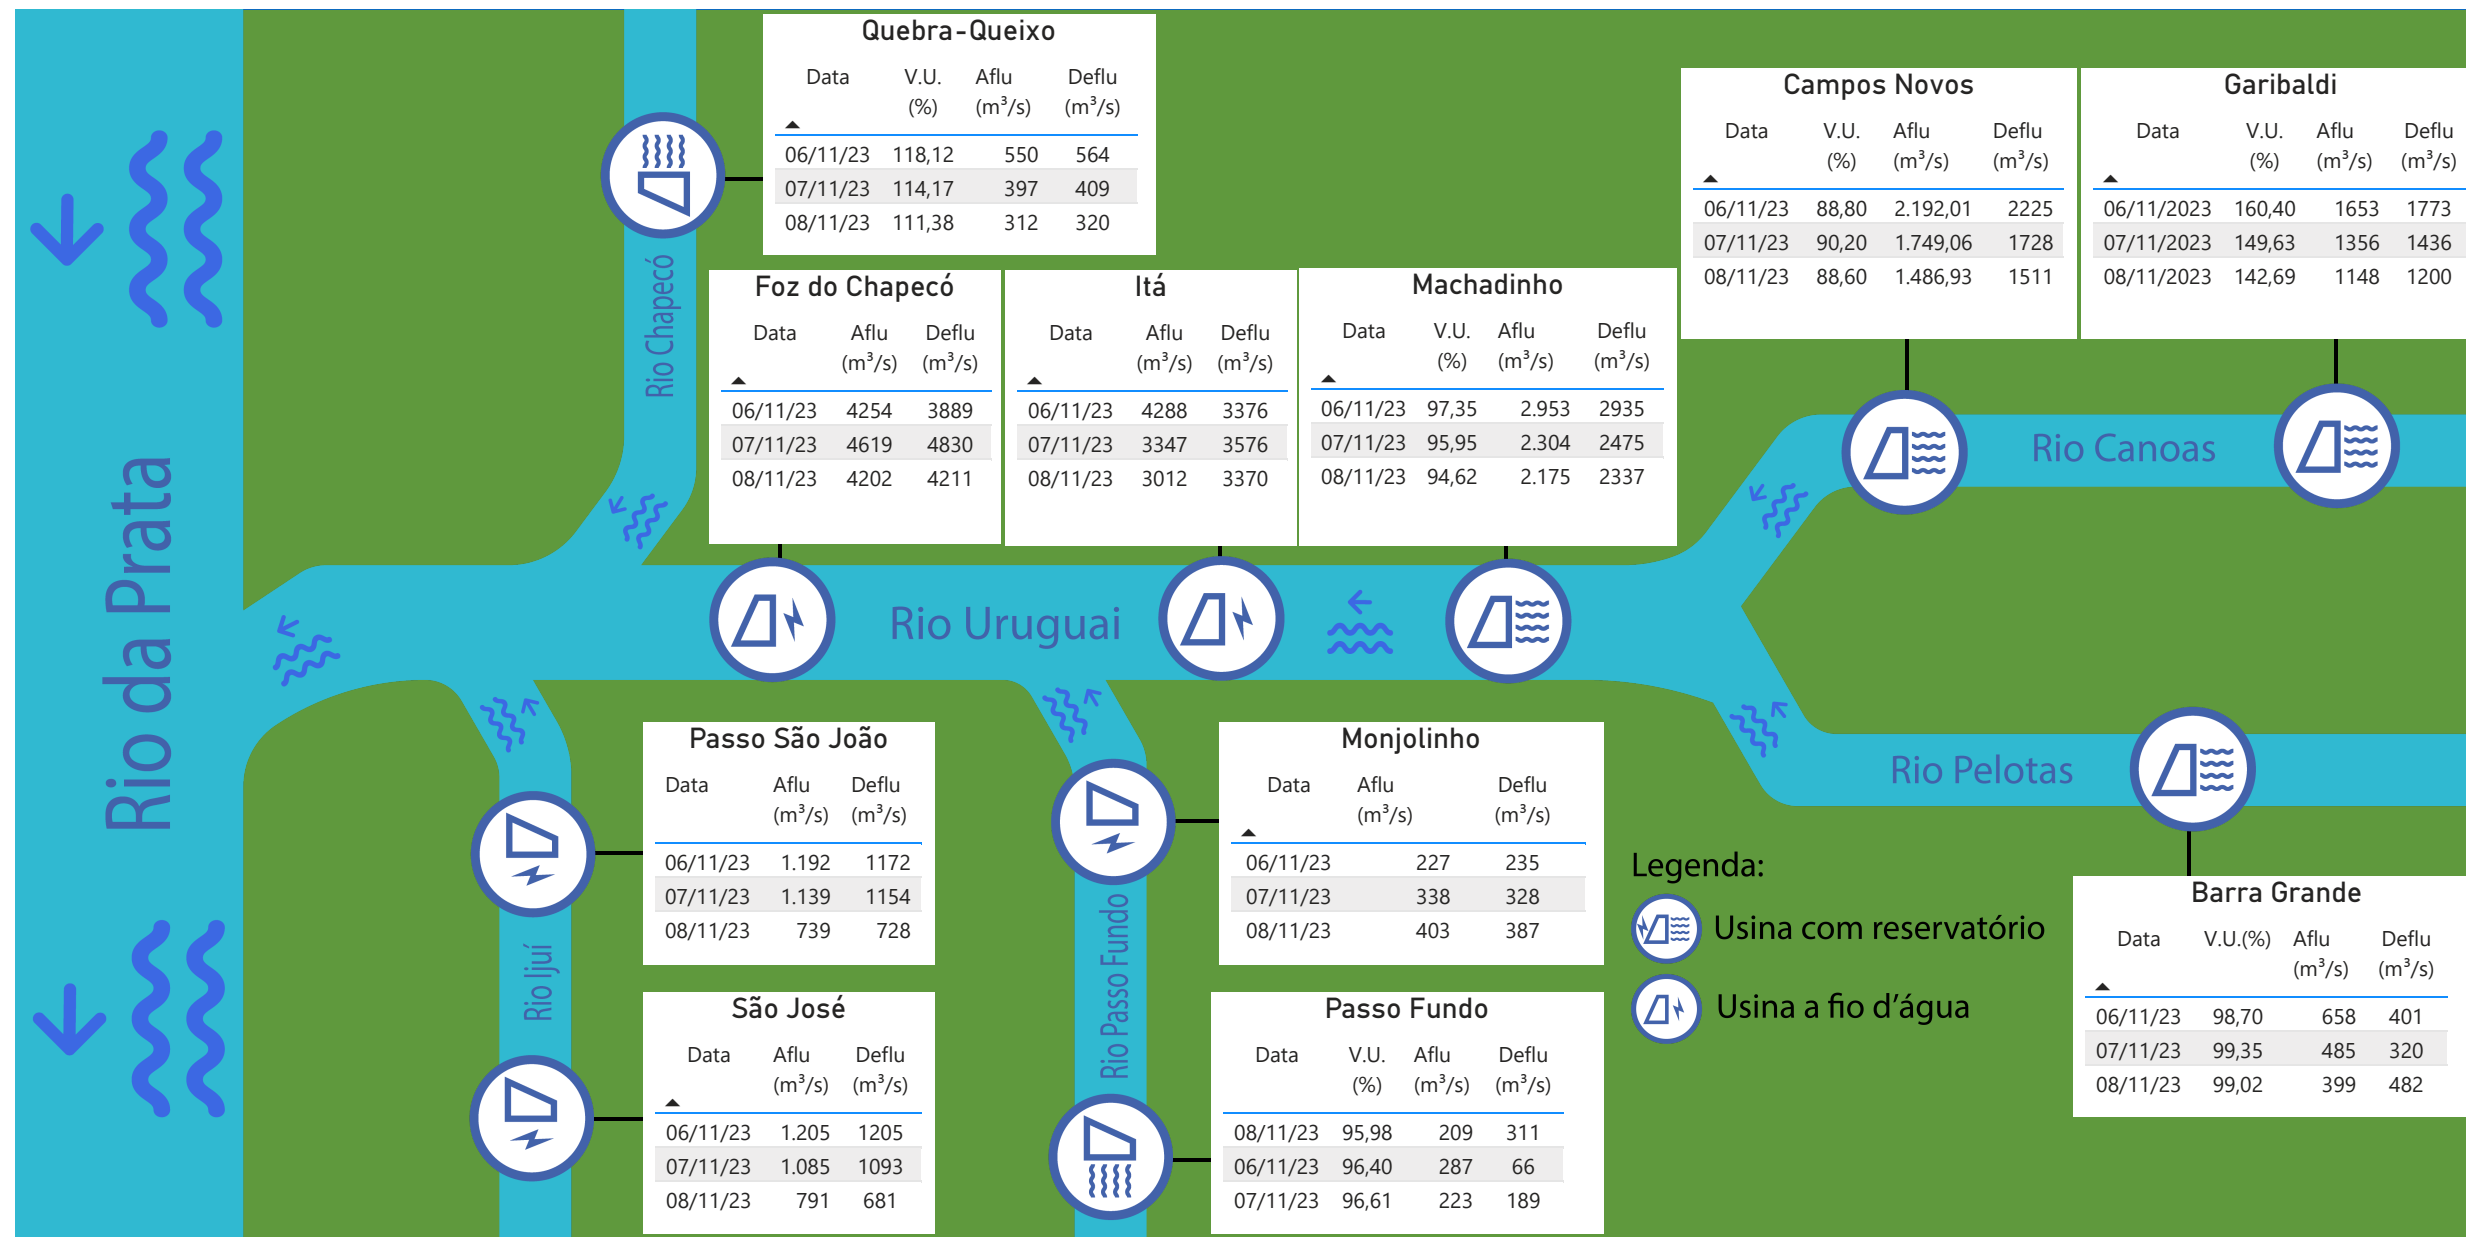 Quebra-Queixo
Data V.U. (%) Aflu (m³/s) Deflu (m³/s)
06/11/23 118,12 550 564
07/11/23 114,17 397 409
08/11/23 111,38 312 320
Campos Novos
Data V.U. (%) Aflu (m³/s) Deflu (m³/s)
06/11/23 88,80 2.192,01 2225
07/11/23 90,20 1.749,06 1728
08/11/23 88,60 1.486,93 1511
Garibaldi
Data V.U. (%) Aflu (m³/s) Deflu (m³/s)
06/11/2023 160,40 1653 1773
07/11/2023 149,63 1356 1436
08/11/2023 142,69 1148 1200
Rio Chapecó
Foz do Chapecó
Data Aflu (m³/s) Deflu (m³/s)
06/11/23 4254 3889
07/11/23 4619 4830
08/11/23 4202 4211
Itá
Data Aflu (m³/s) Deflu (m³/s)
06/11/23 4288 3376
07/11/23 3347 3576
08/11/23 3012 3370
Machadinho
Data V.U. (%) Aflu (m³/s) Deflu (m³/s)
06/11/23 97,35 2.953 2935
07/11/23 95,95 2.304 2475
08/11/23 94,62 2.175 2337
Rio Canoas
Rio da Prata
Rio Uruguai
Rio Pelotas
Passo São João
Data Aflu (m³/s) Deflu (m³/s)
06/11/23 1.192 1172
07/11/23 1.139 1154
08/11/23 739 728
Monjolinho
Data Aflu (m³/s) Deflu (m³/s)
06/11/23 227 235
07/11/23 338 328
08/11/23 403 387
Legenda:
Usina com reservatório
Usina a fio d'água
Barra Grande
Data V.U.(%) Aflu (m³/s) Deflu (m³/s)
06/11/23 98,70 658 401
07/11/23 99,35 485 320
08/11/23 99,02 399 482
Rio Ijuí
Rio Passo Fundo
São José
Data Aflu (m³/s) Deflu (m³/s)
06/11/23 1.205 1205
07/11/23 1.085 1093
08/11/23 791 681
Passo Fundo
Data V.U. (%) Aflu (m³/s) Deflu (m³/s)
08/11/23 95,98 209 311
06/11/23 96,40 287 66
07/11/23 96,61 223 189